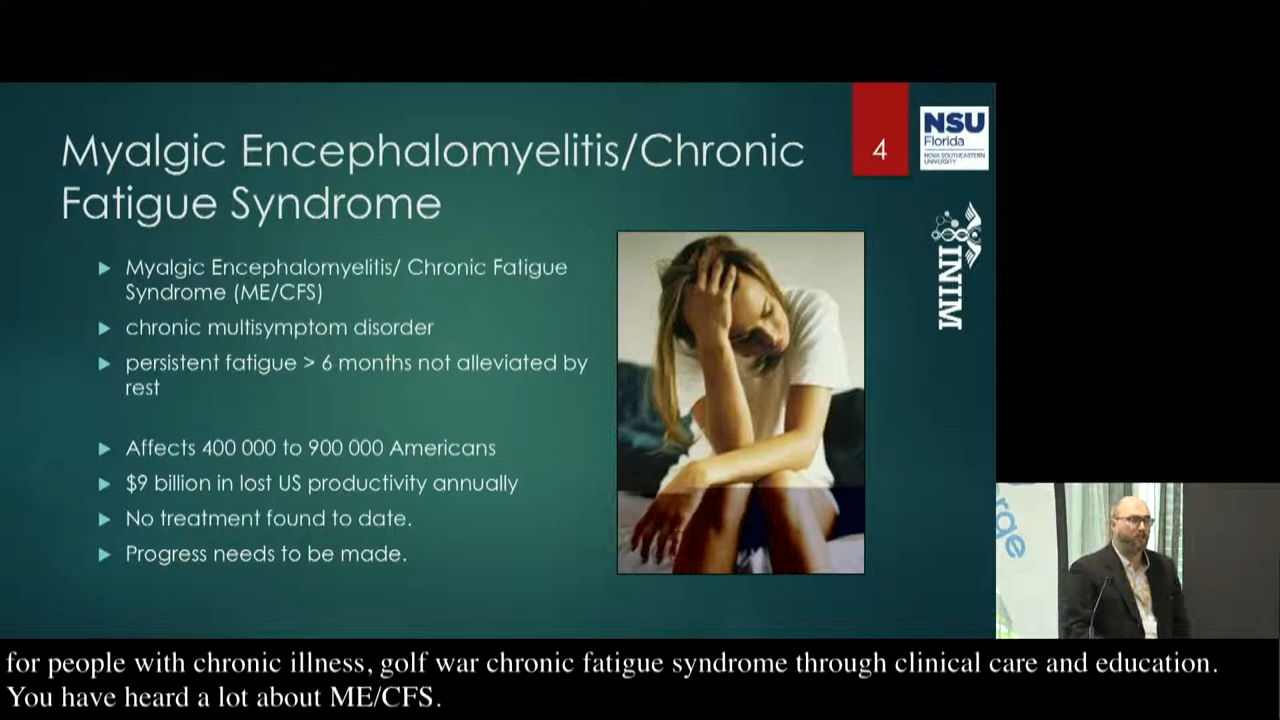 Myalgic Encephalomyelitis/Chronic
Fatigue Syndrome
4
NSU
Florida
NOVA SOUTHEASTERN
UNIVERSITY
INIM
Myalgic Encephalomyelitis/ Chronic Fatigue
Syndrome (ME/CFS)
chronic multisymptom disorder
persistent fatigue > 6 months not alleviated by
rest
Affects 400 000 to 900 000 Americans
$9 billion in lost US productivity annually
No treatment found to date.
Progress needs to be made.
for people with chronic illness, golf war chronic fatigue syndrome through clinical care and education.
You have heard a lot about ME/CFS.